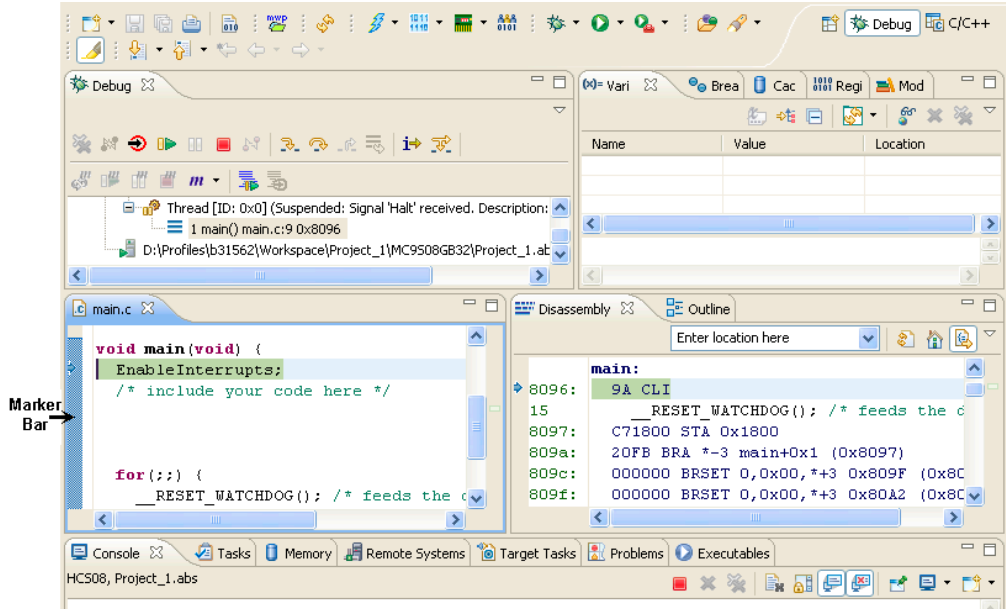 Debug C/C++
Debug
(x)= Vari Brea Cac Regi Mod
Name Value Location
Thread [ID: 0x0] (Suspended: Signal 'Halt' received. Description:
1 main() main.c:9 0x8096
D:\Profiles\b31562\Workspace\Project_1\MC9S08GB32\Project_1.ab
main.c
Disassembly Outline
Enter location here
void main(void) {
EnableInterrupts;
/* include your code here */
for(;;) {
__RESET_WATCHDOG(); /* feeds the d
Marker
Bar
main:
8096: 9A CLI
15 __RESET_WATCHDOG(); /* feeds the d
8097: C71800 STA 0x1800
809a: 20FB BRA *-3 main+0x1 (0x8097)
809c: 000000 BRSET 0,0x00,*+3 0x809F (0x80
809f: 000000 BRSET 0,0x00,*+3 0x80A2 (0x80
Console Tasks Memory Remote Systems Target Tasks Problems Executables
HCS08, Project_1.abs